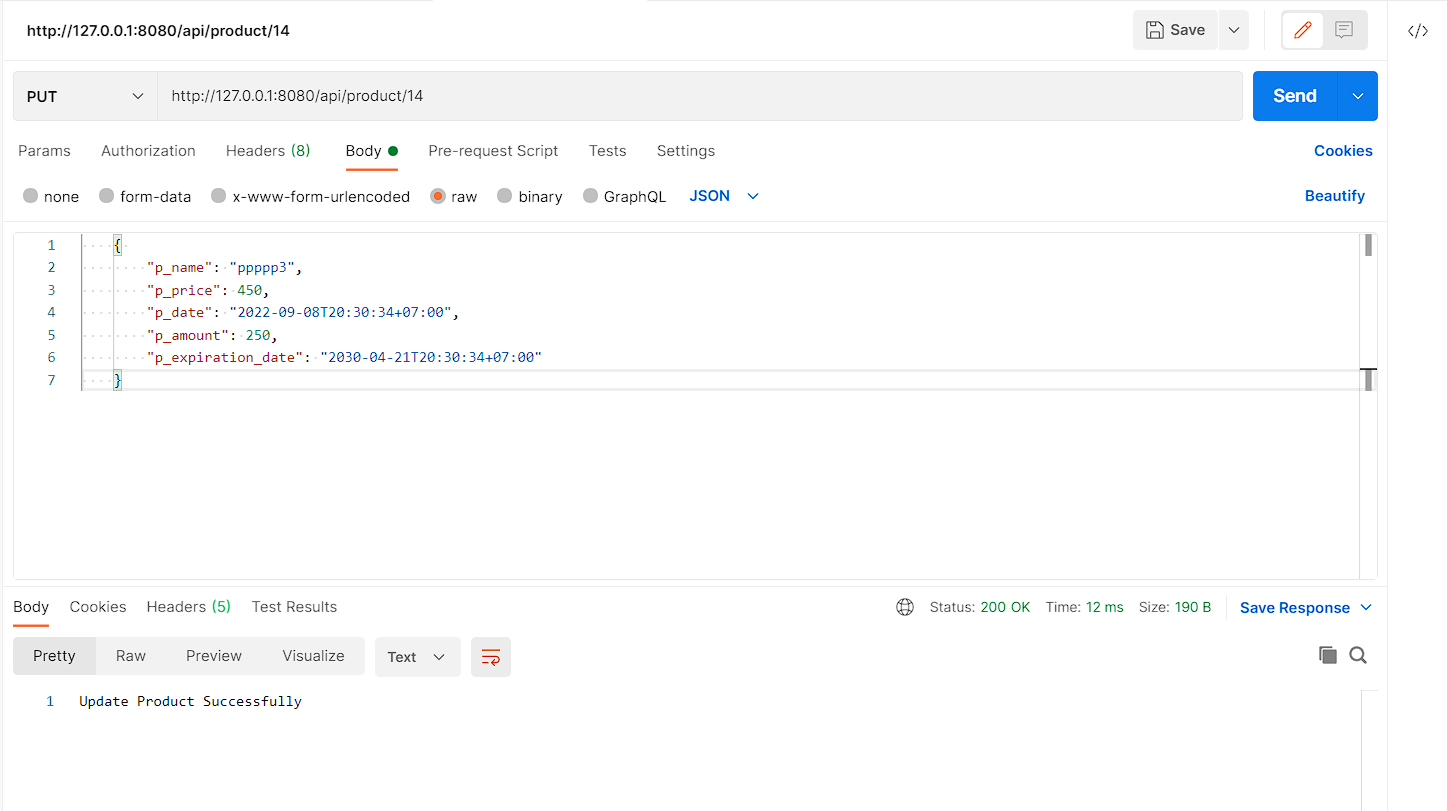 http://127.0.0.1:8080/api/product/14
Save
</>
PUT
http://127.0.0.1:8080/api/product/14
Send
Params Authorization Headers (8) Body Pre-request Script Tests Settings Cookies
none form-data x-www-form-urlencoded raw binary GraphQL JSON Beautify
1 {
2 "p_name": "ppppp3",
3 "p_price": 450,
4 "p_date": "2022-09-08T20:30:34+07:00",
5 "p_amount": 250,
6 "p_expiration_date": "2030-04-21T20:30:34+07:00"
7 }
Body Cookies Headers (5) Test Results Status: 200 OK Time: 12 ms Size: 190 B Save Response
Pretty Raw Preview Visualize Text
1 Update Product Successfully